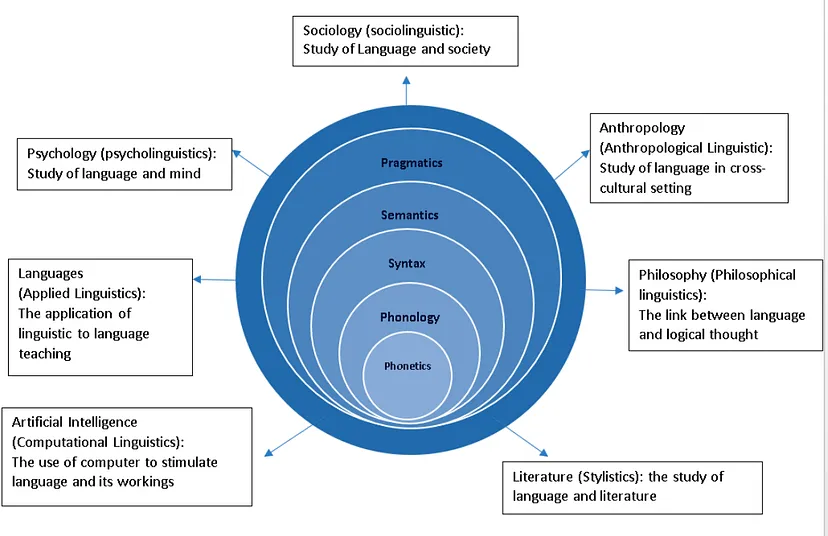 Sociology (sociolinguistic):
Study of Language and society
Anthropology
(Anthropological Linguistic):
Study of language in cross-
cultural setting
Psychology (psycholinguistics):
Study of language and mind
Pragmatics
Semantics
Syntax
Phonology
Phonetics
Languages
(Applied Linguistics):
The application of
linguistic to language
teaching
Philosophy (Philosophical
linguistics):
The link between language
and logical thought
Artificial Intelligence
(Computational Linguistics):
The use of computer to stimulate
language and its workings
Literature (Stylistics): the study of
language and literature